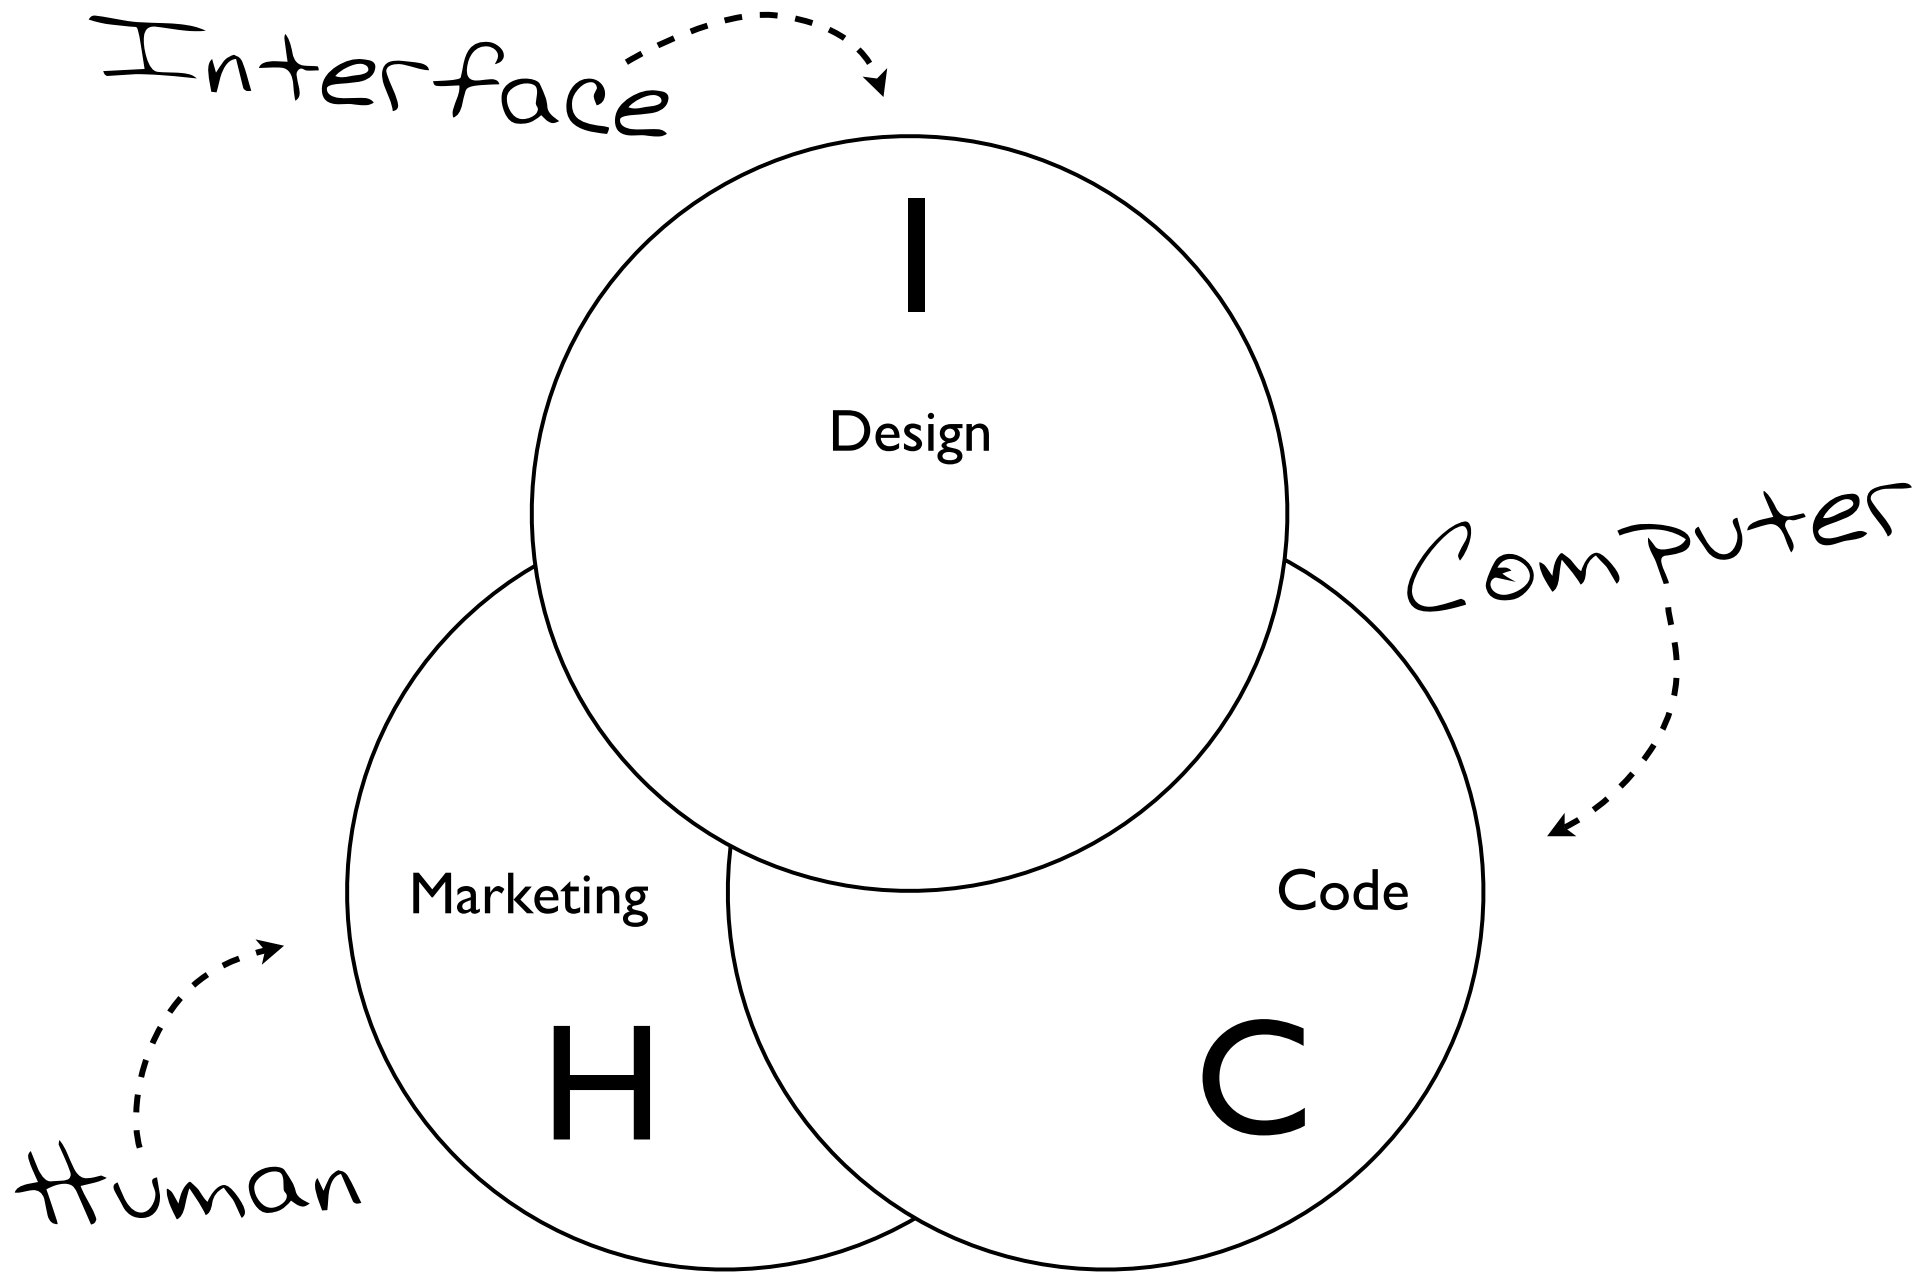 Interface
I
Design
Computer
Marketing
Code
H
C
Human